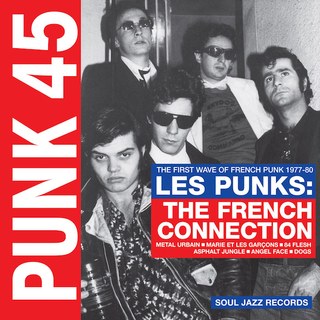 PUNK 45
THE FIRST WAVE OF FRENCH PUNK 1977-80
LES PUNKS:
THE FRENCH
CONNECTION
METAL URBAIN ■ MARIE ET LES GARÇONS ■ 84 FLESH
ASPHALT JUNGLE ■ ANGEL FACE ■ DOGS
SOUL JAZZ RECORDS